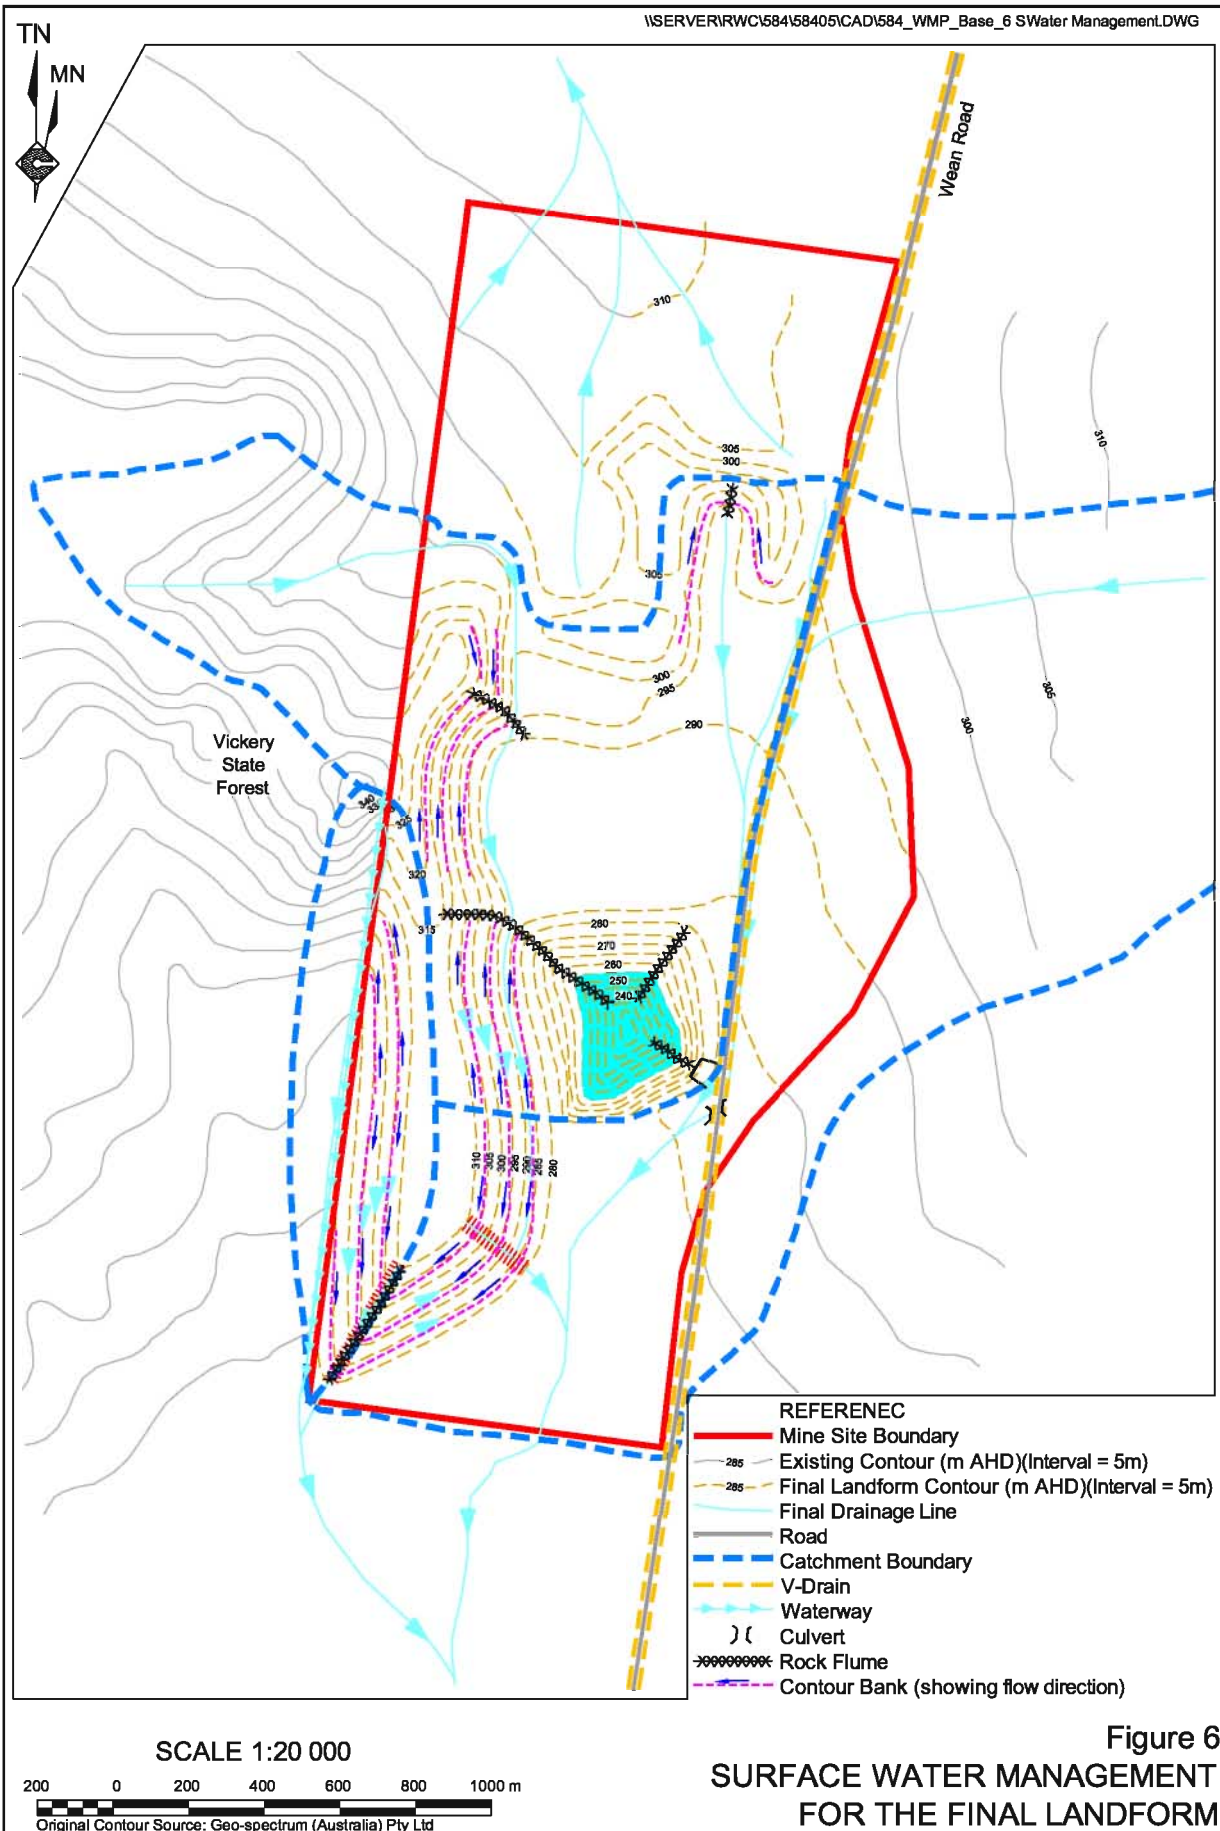 \\SERVER\RWC\584\58405\CAD\584_WMP_Base_6 SWater Management.DWG
TN
MN
Wean Road
310
305
300
310
305
305
300
300
295
290
Vickery
State
Forest
340
325
320
315
280
270
260
250
240
310
305
300
295
290
285
280
REFERENEC
Mine Site Boundary
285
Existing Contour (m AHD)(Interval = 5m)
285
Final Landform Contour (m AHD)(Interval = 5m)
Final Drainage Line
Road
Catchment Boundary
V-Drain
Waterway
Culvert
Rock Flume
Contour Bank (showing flow direction)
SCALE 1:20 000
200 0 200 400 600 800 1000 m
Original Contour Source: Geo-spectrum (Australia) Pty Ltd
Figure 6
SURFACE WATER MANAGEMENT
FOR THE FINAL LANDFORM